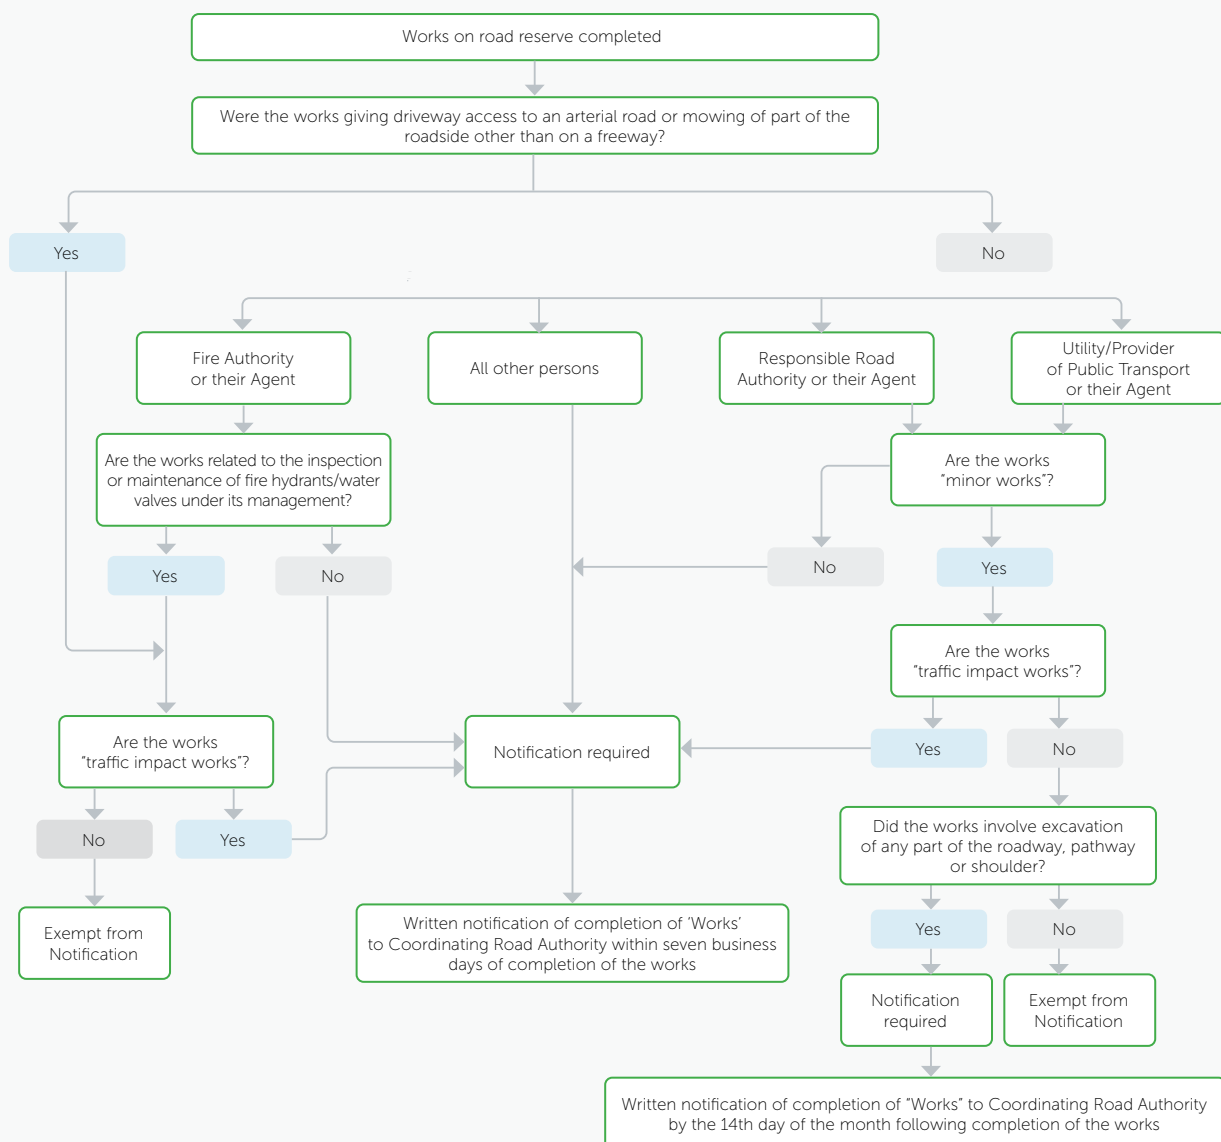 Works on road reserve completed
Were the works giving driveway access to an arterial road or mowing of part of the
roadside other than on a freeway?
Yes
No
Fire Authority
or their Agent
All other persons
Responsible Road
Authority or their Agent
Utility/Provider
of Public Transport
or their Agent
Are the works related to the inspection
or maintenance of fire hydrants/water
valves under its management?
Are the works
"minor works"?
Yes
No
No
Yes
Are the works
"traffic impact works"?
Are the works
"traffic impact works"?
Notification required
Yes
No
No
Yes
Did the works involve excavation
of any part of the roadway, pathway
or shoulder?
Exempt from
Notification
Written notification of completion of 'Works'
to Coordinating Road Authority within seven business
days of completion of the works
Yes
No
Notification
required
Exempt from
Notification
Written notification of completion of "Works" to Coordinating Road Authority
by the 14th day of the month following completion of the works